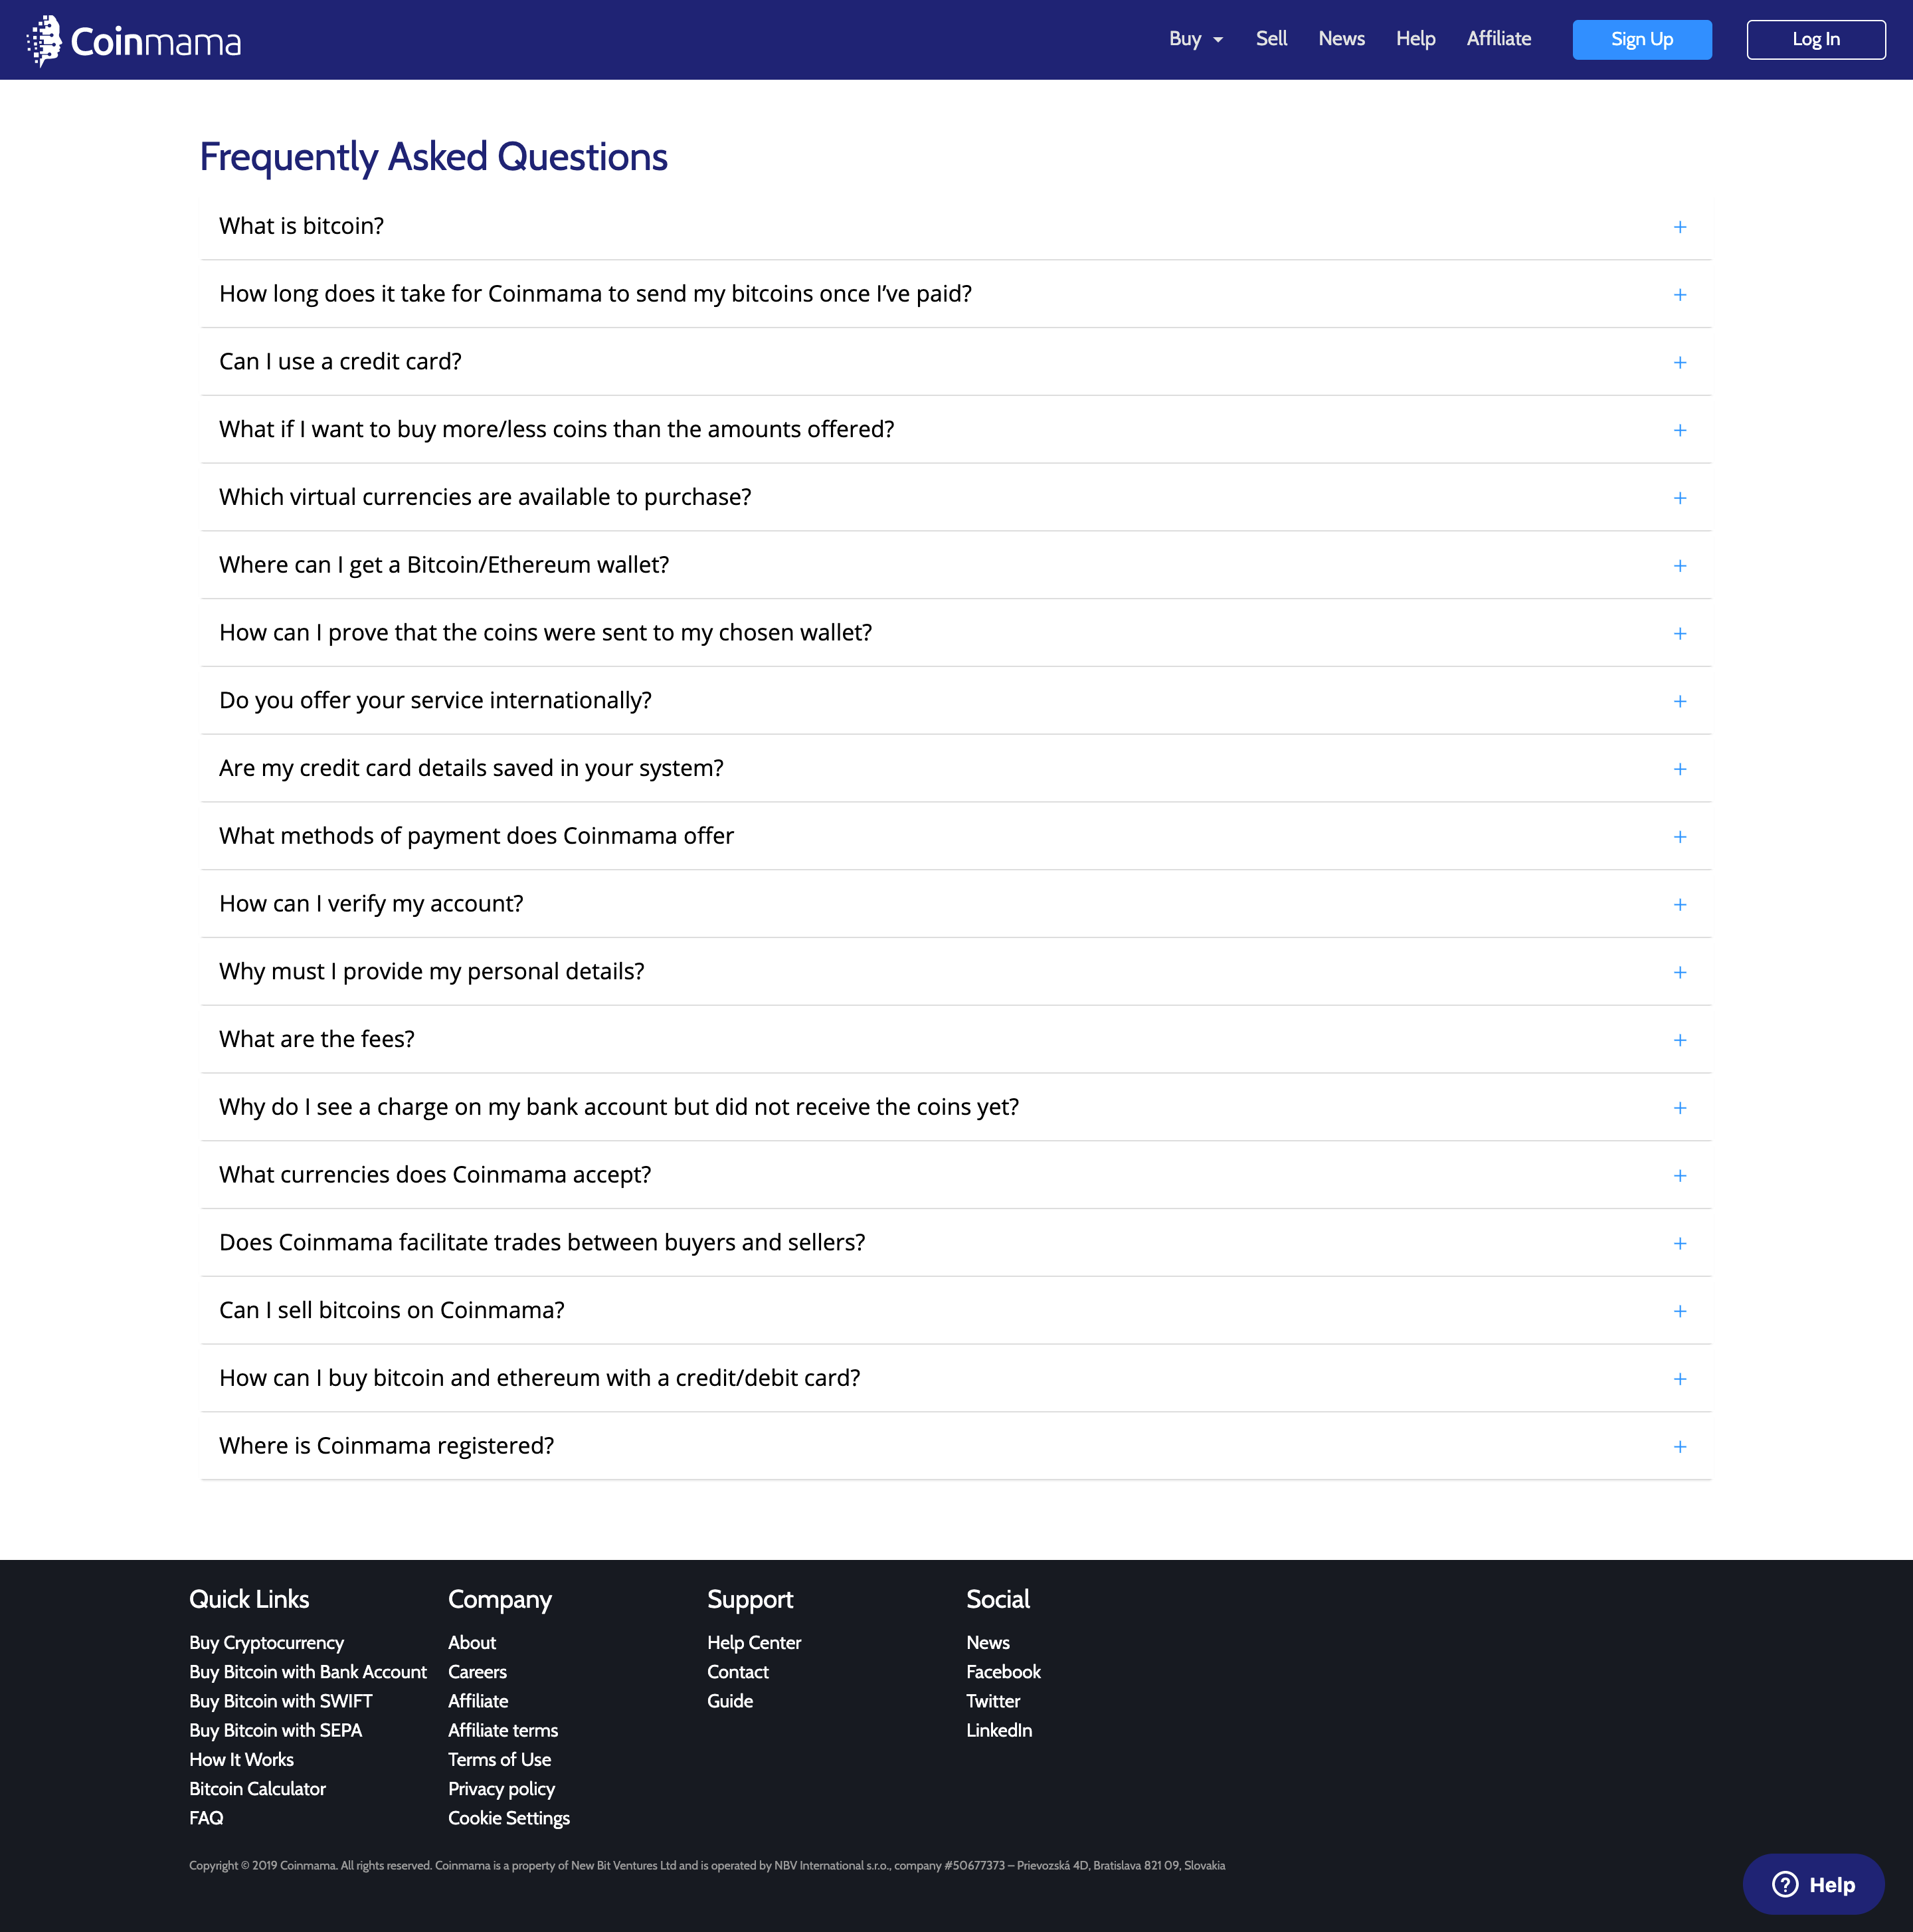 Coinmama
Buy
Sell
News
Help
Affiliate
Sign Up
Log In
Frequently Asked Questions
What is bitcoin?
How long does it take for Coinmama to send my bitcoins once I’ve paid?
Can I use a credit card?
What if I want to buy more/less coins than the amounts offered?
Which virtual currencies are available to purchase?
Where can I get a Bitcoin/Ethereum wallet?
How can I prove that the coins were sent to my chosen wallet?
Do you offer your service internationally?
Are my credit card details saved in your system?
What methods of payment does Coinmama offer
How can I verify my account?
Why must I provide my personal details?
What are the fees?
Why do I see a charge on my bank account but did not receive the coins yet?
What currencies does Coinmama accept?
Does Coinmama facilitate trades between buyers and sellers?
Can I sell bitcoins on Coinmama?
How can I buy bitcoin and ethereum with a credit/debit card?
Where is Coinmama registered?
Quick Links
Buy Cryptocurrency
Buy Bitcoin with Bank Account
Buy Bitcoin with SWIFT
Buy Bitcoin with SEPA
How It Works
Bitcoin Calculator
FAQ
Company
About
Careers
Affiliate
Affiliate terms
Terms of Use
Privacy policy
Cookie Settings
Support
Help Center
Contact
Guide
Social
News
Facebook
Twitter
LinkedIn
Copyright © 2019 Coinmama. All rights reserved. Coinmama is a property of New Bit Ventures Ltd and is operated by NBV International s.r.o., company #50677373 – Prievozská 4D, Bratislava 821 09, Slovakia
Help